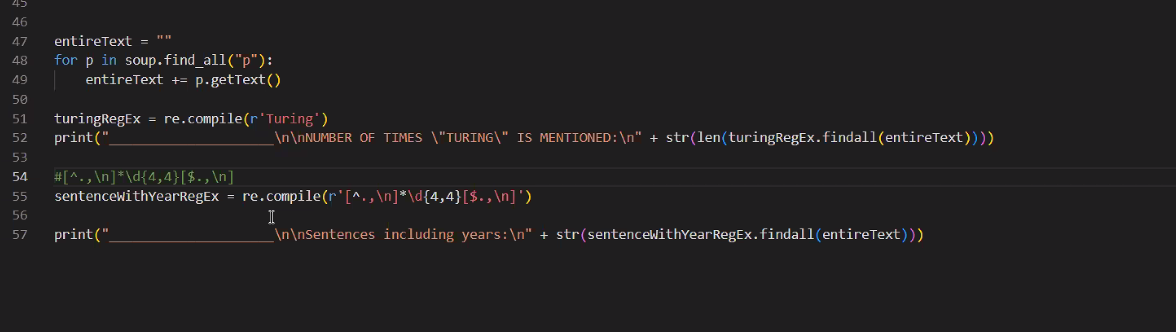 45
46
47 entireText = ""
48 for p in soup.find_all("p"):
49     entireText += p.getText()
50
51 turingRegEx = re.compile(r'Turing')
52 print("_____________________\n\nNUMBER OF TIMES \"TURING\" IS MENTIONED:\n" + str(len(turingRegEx.findall(entireText))))
53
54 #[^.,\n]*\d{4,4}[$.,\n]
55 sentenceWithYearRegEx = re.compile(r'[^.,\n]*\d{4,4}[$.,\n]')
56
57 print("_____________________\n\nSentences including years:\n" + str(sentenceWithYearRegEx.findall(entireText)))